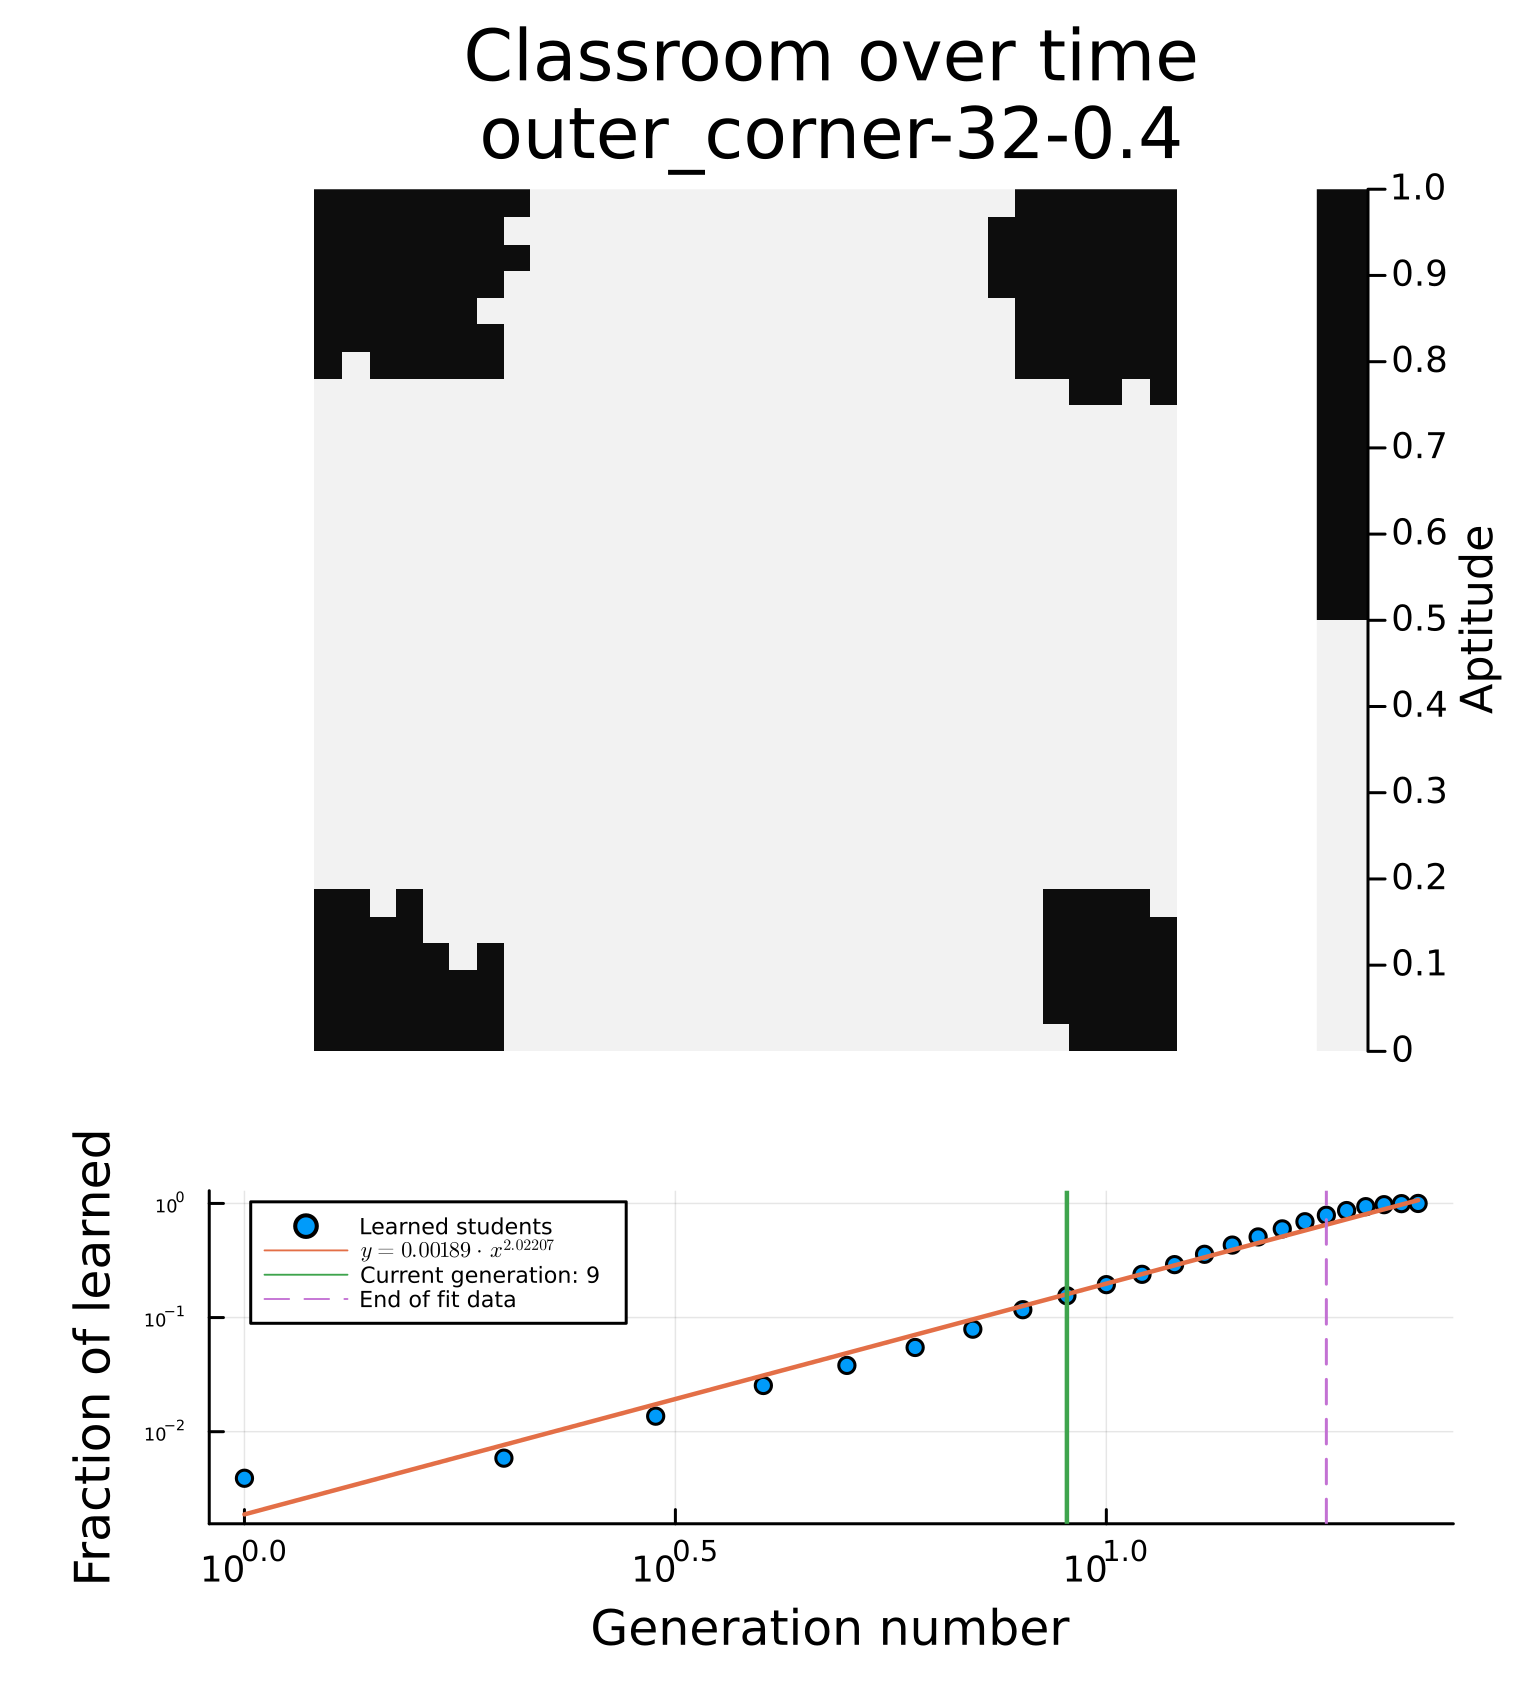 Classroom over time
outer_corner-32-0.4
1.0
0.9
0.8
0.7
0.6
0.5
0.4
0.3
0.2
0.1
0
Aptitude
Fraction of learned
10⁰
10⁻¹
10⁻²
Learned students
y = 0.00189 · x^2.02207
Current generation: 9
End of fit data
10^0.0
10^0.5
10^1.0
Generation number